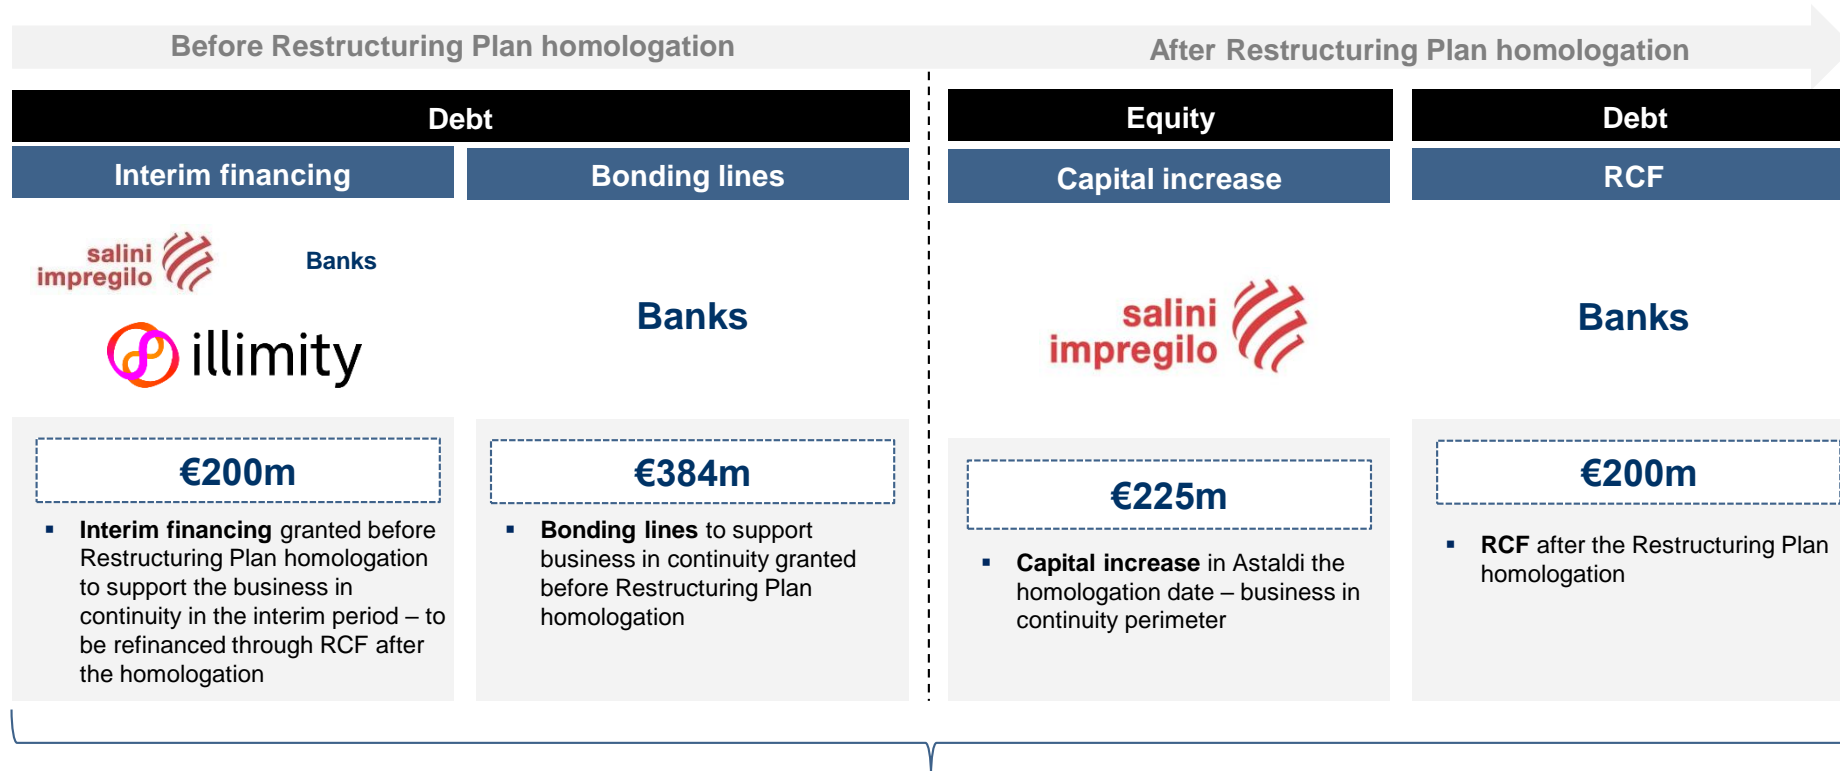 Before Restructuring Plan homologation
After Restructuring Plan homologation
Debt
Equity
Debt
Interim financing
Bonding lines
Capital increase
RCF
salini
impregilo
Banks
illimity
Banks
salini
impregilo
Banks
€200m
▪ Interim financing granted before
Restructuring Plan homologation
to support the business in
continuity in the interim period – to
be refinanced through RCF after
the homologation
€384m
▪ Bonding lines to support
business in continuity granted
before Restructuring Plan
homologation
€225m
▪ Capital increase in Astaldi the
homologation date – business in
continuity perimeter
€200m
▪ RCF after the Restructuring Plan
homologation